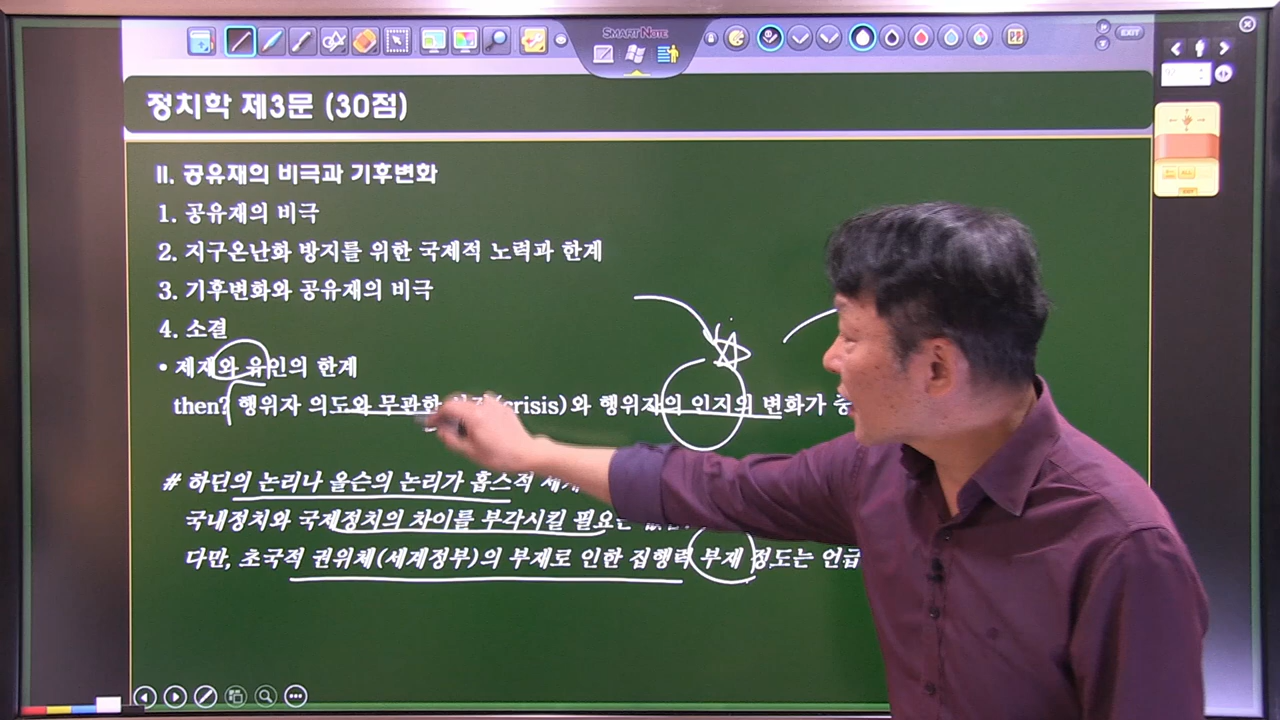 SMART NOTE
EXIT
정치학 제3문 (30점)
II. 공유재의 비극과 기후변화
1. 공유재의 비극
2. 지구온난화 방지를 위한 국제적 노력과 한계
3. 기후변화와 공유재의 비극
4. 소결
• 제재와 유인의 한계
then? 행위자 의도와 무관한 (crisis)와 행위자의 인지의 변화가
# 하딘의 논리나 올슨의 논리가 홉스적
국내정치와 국제정치의 차이를 부각시킬 필요는
다만, 초국적 권위체(세계정부)의 부재로 인한 집행력 부재 정도는 언급